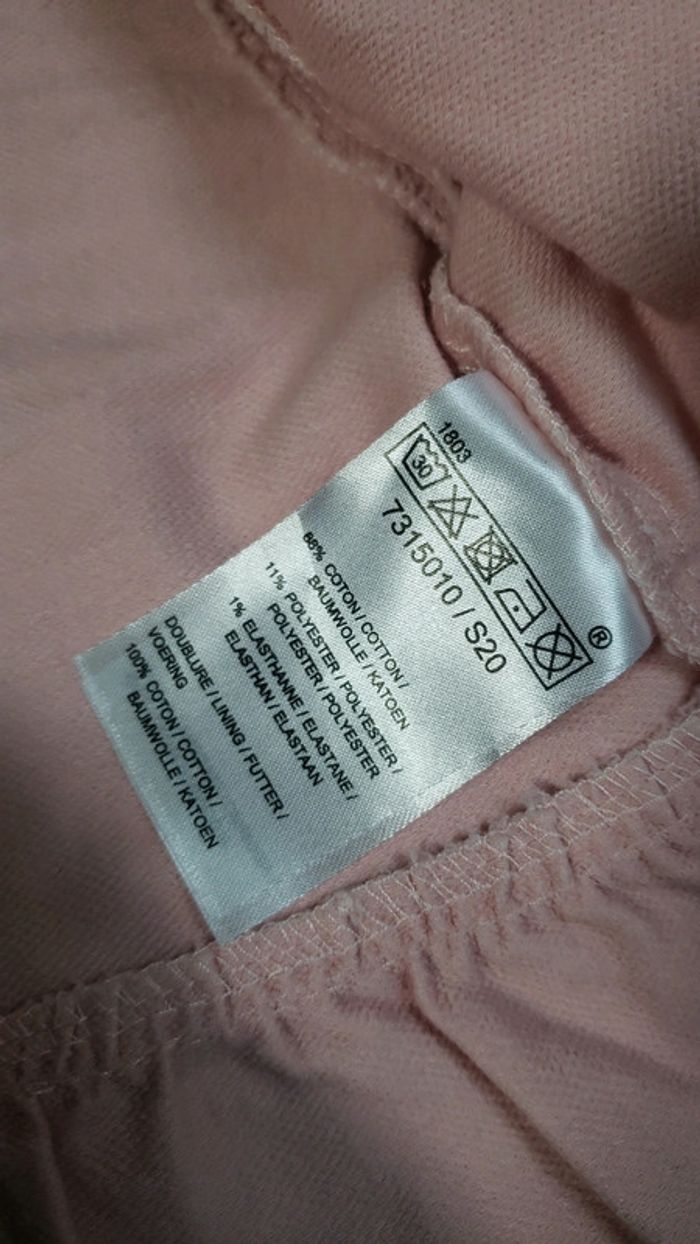 1803
30
®
7315010 / S20
88% COTON / COTTON /
BAUMWOLLE / KATOEN
11% POLYESTER / POLYESTER /
POLYESTER / POLYESTER
1% ELASTHANNE / ELASTANE /
ELASTHAN / ELASTAAN
DOUBLURE / LINING / FUTTER /
VOERING
100% COTON / COTTON /
BAUMWOLLE / KATOEN